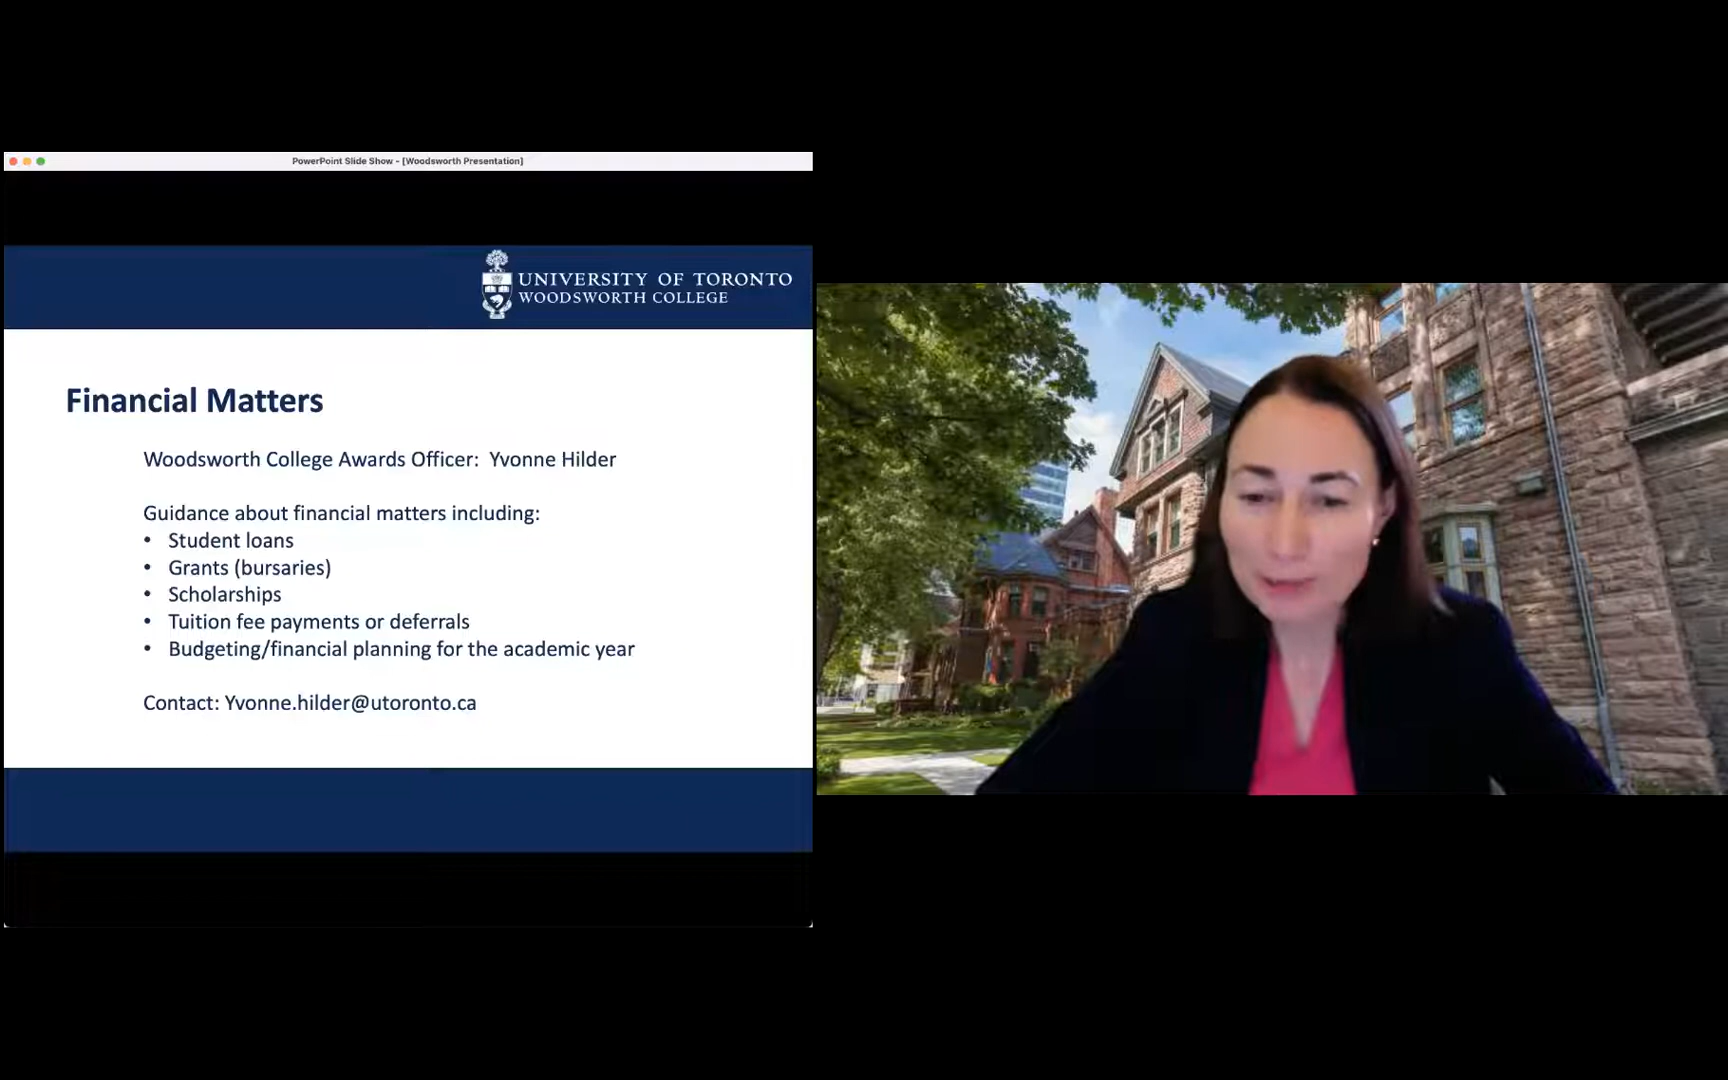 PowerPoint Slide Show - [Woodsworth Presentation]
UNIVERSITY OF TORONTO
WOODSWORTH COLLEGE
Financial Matters
Woodsworth College Awards Officer: Yvonne Hilder
Guidance about financial matters including:
• Student loans
• Grants (bursaries)
• Scholarships
• Tuition fee payments or deferrals
• Budgeting/financial planning for the academic year
Contact: Yvonne.hilder@utoronto.ca